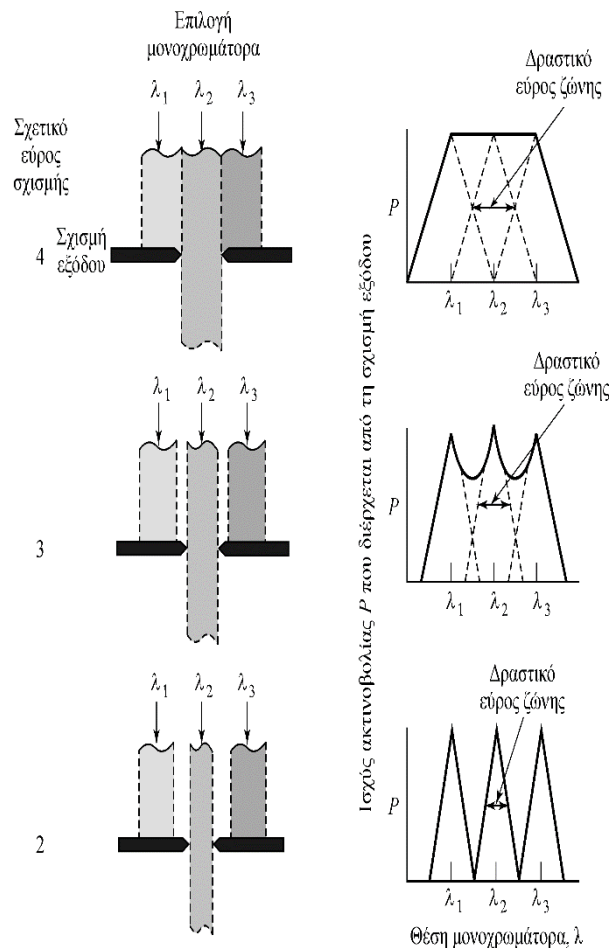 Επιλογή
μονοχρωμάτορα
λ1 λ2 λ3
Σχετικό
εύρος
σχισμής
4
Σχισμή
εξόδου
λ1 λ2 λ3
3
λ1 λ2 λ3
2
Ισχύς ακτινοβολίας P που διέρχεται από τη σχισμή εξόδου
Δραστικό
εύρος ζώνης
P
λ1 λ2 λ3
Δραστικό
εύρος ζώνης
P
λ1 λ2 λ3
Δραστικό
εύρος ζώνης
P
λ1 λ2 λ3
Θέση μονοχρωμάτορα, λ